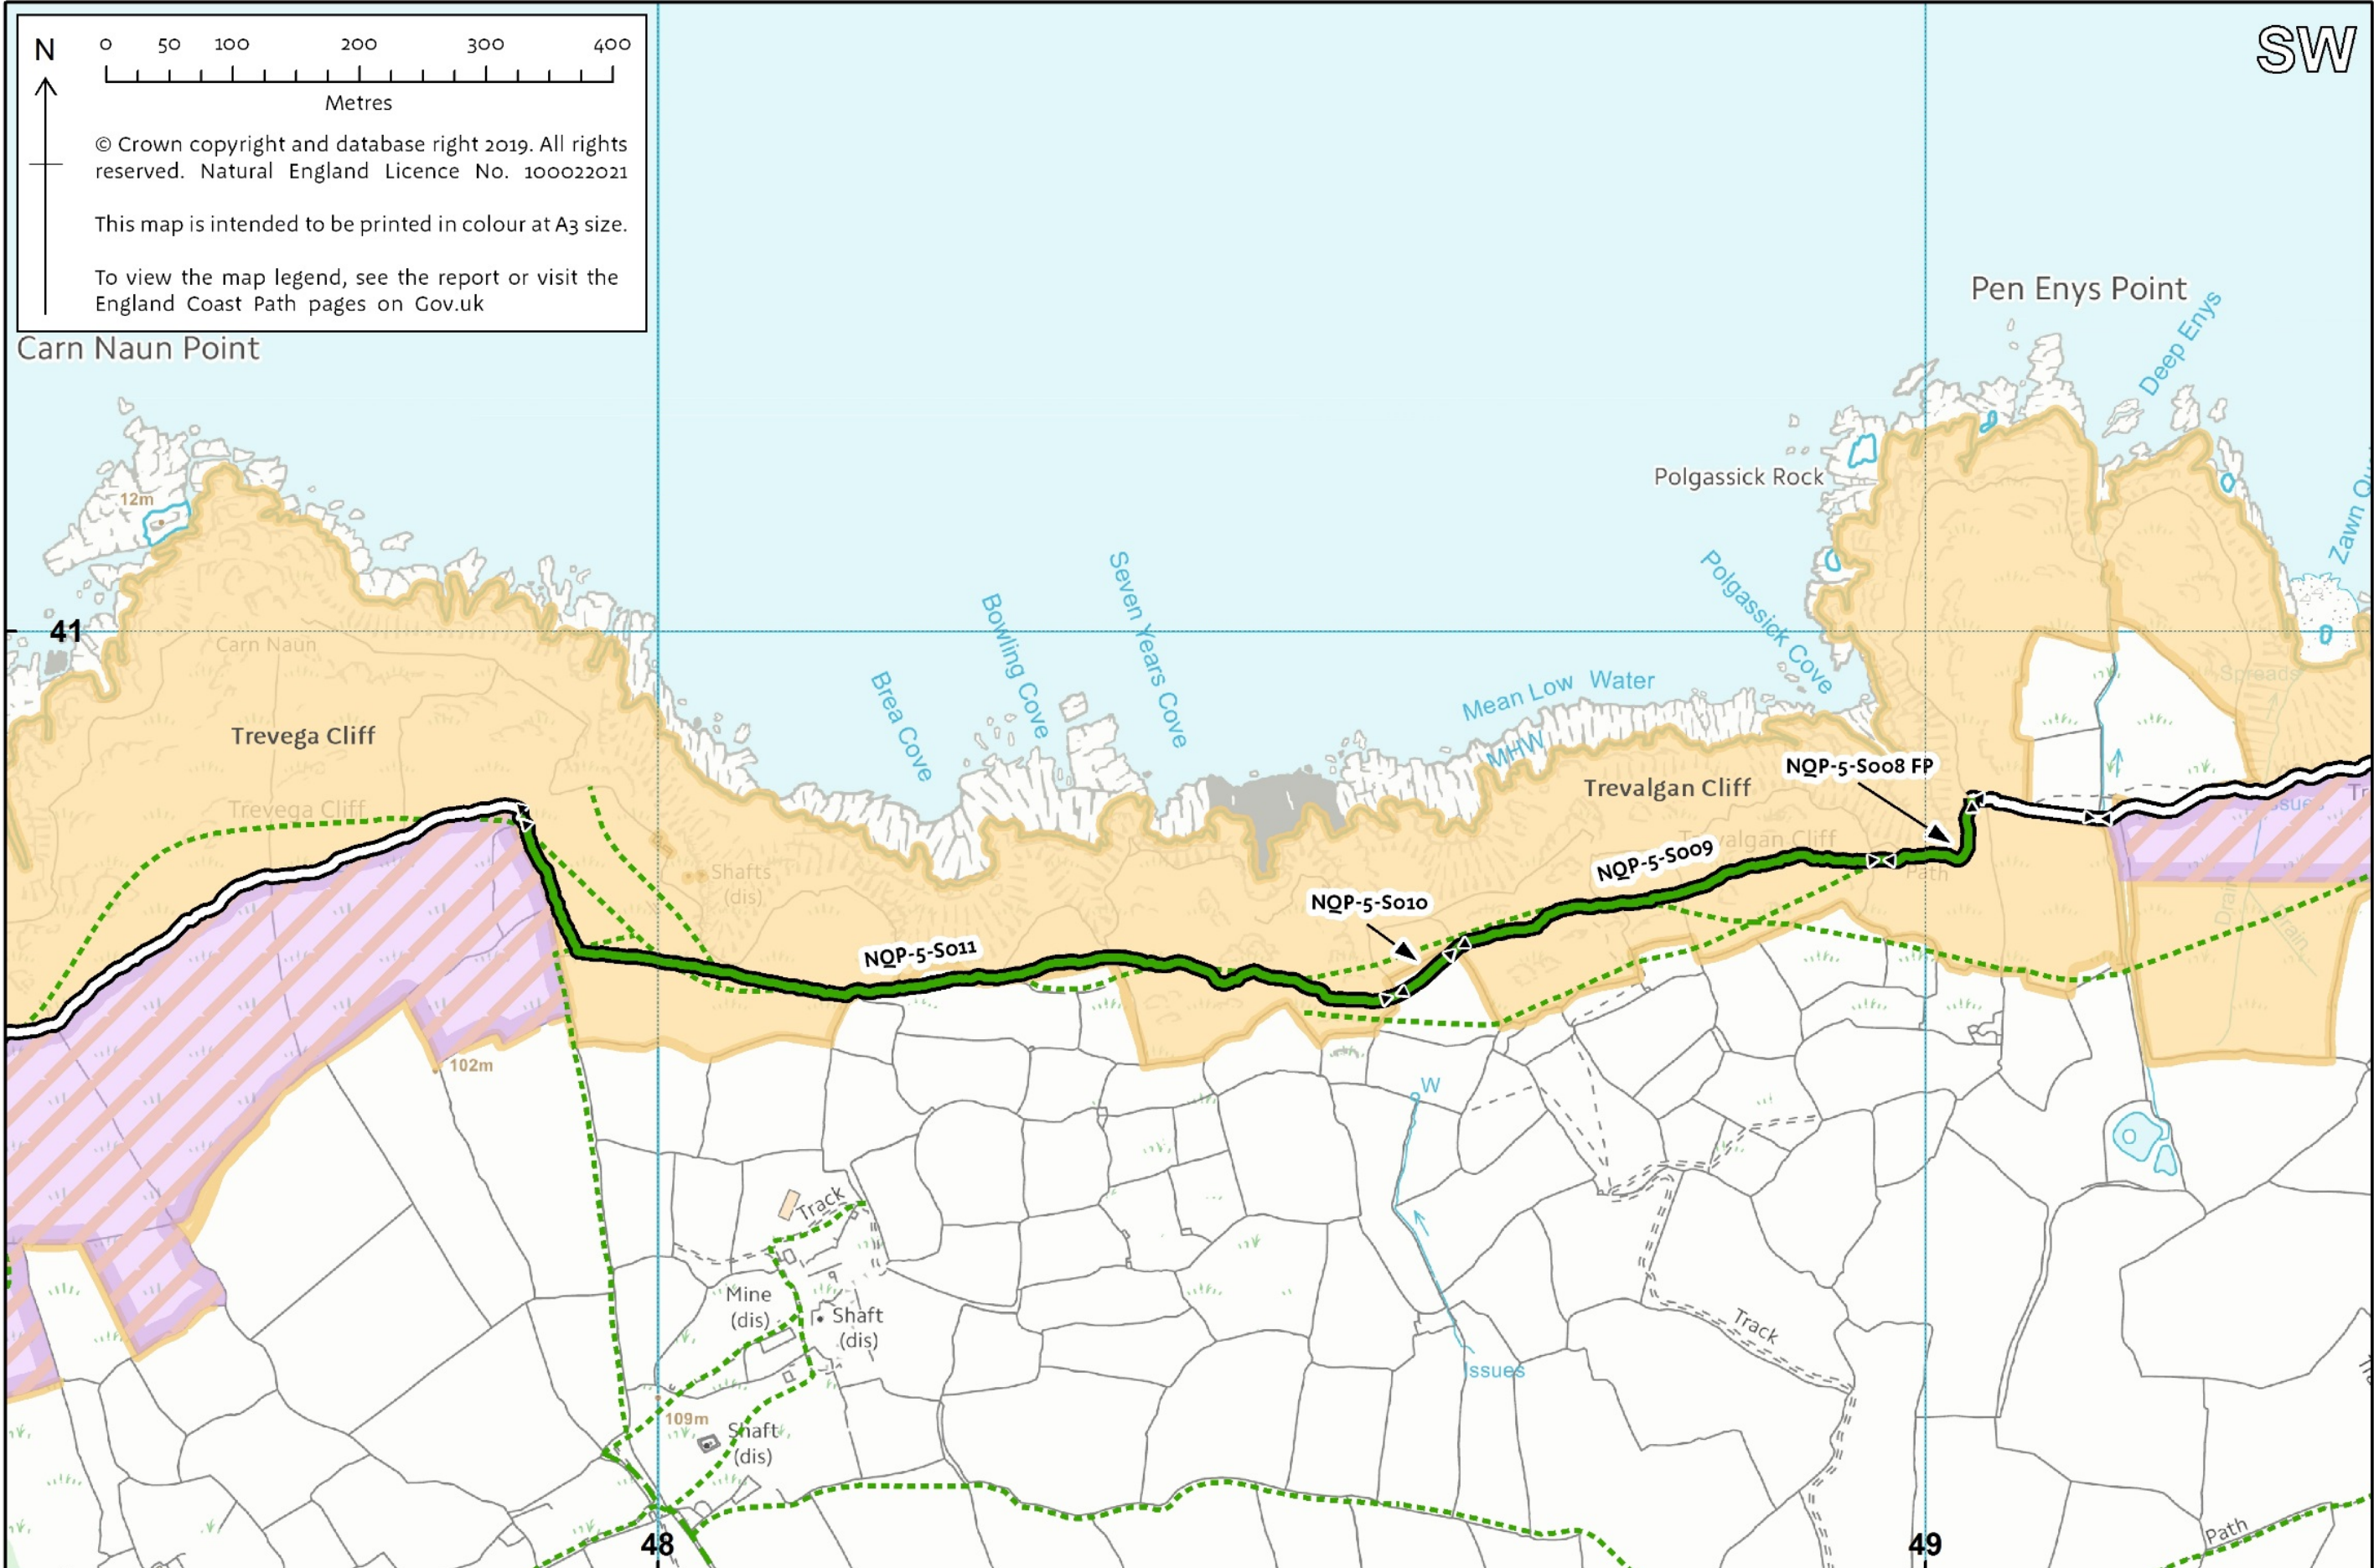 SW
N
0 50 100 200 300 400
Metres
© Crown copyright and database right 2019. All rights
reserved. Natural England Licence No. 100022021
This map is intended to be printed in colour at A3 size.
To view the map legend, see the report or visit the
England Coast Path pages on Gov.uk
Carn Naun Point
Pen Enys Point
Deep Enys
Polgassick Rock
12m
Seven Years Cove
Bowling Cove
Brea Cove
Polgassick Cove
41
Carn Naun
Mean Low Water
MHW
Spreads
Trevega Cliff
Trevega Cliff
Trevalgan Cliff
NQP-5-S008 FP
NQP-5-S009
Path
Shafts
(dis)
NQP-5-S010
NQP-5-S011
Drain
Drain
102m
W
Track
Mine
(dis)
Shaft
(dis)
Track
Issues
109m
Shaft
(dis)
Path
48
49